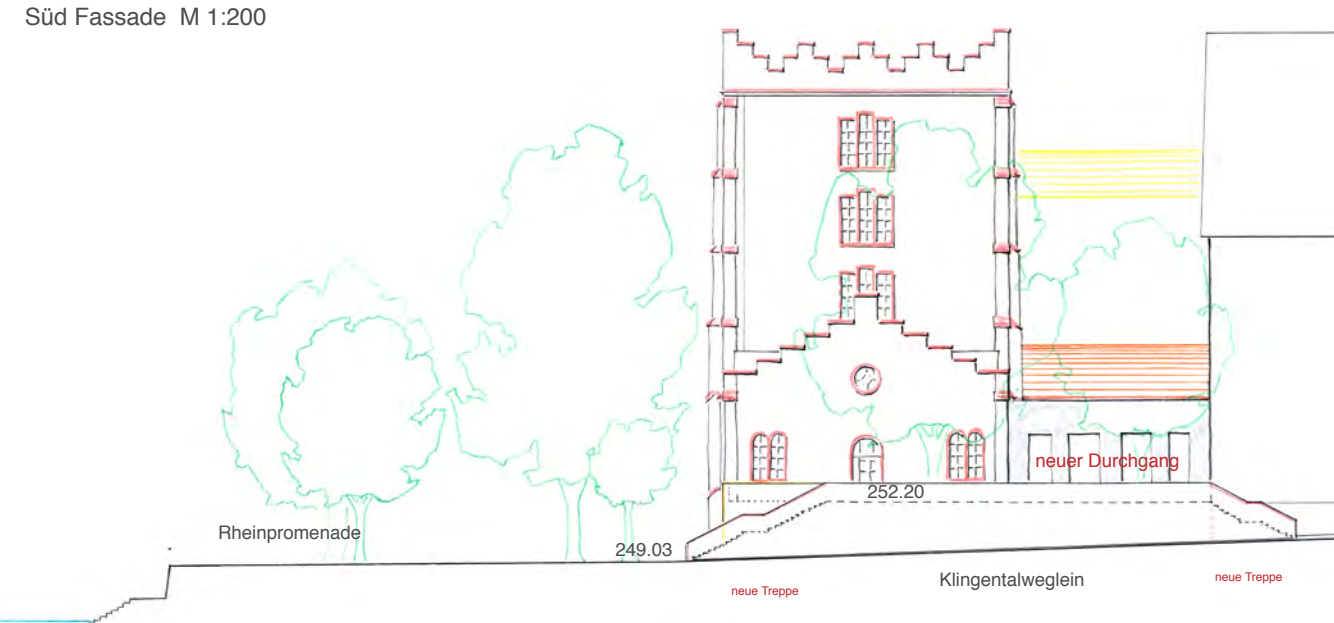 Süd Fassade M 1:200
neuer Durchgang
252.20
Rheinpromenade
249.03
Klingentalweglein
neue Treppe
neue Treppe